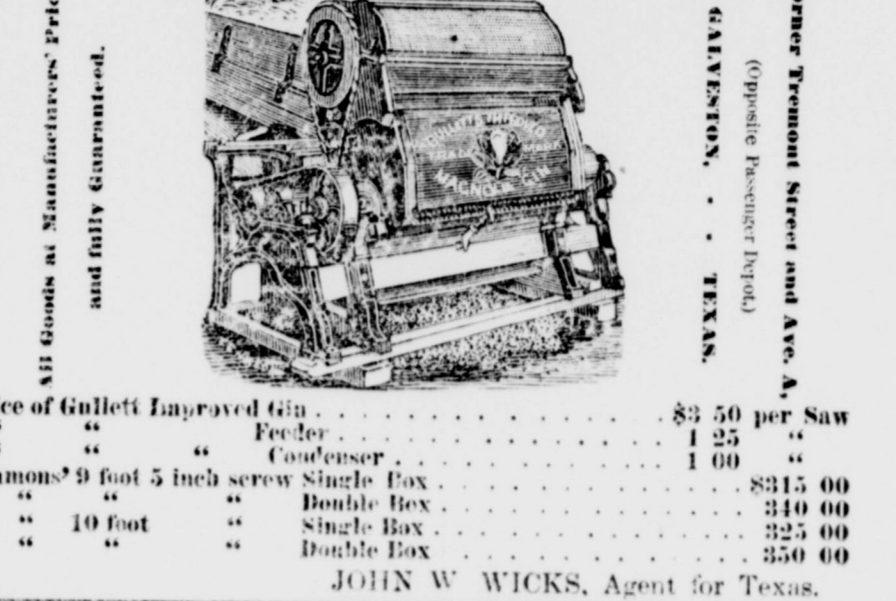 All Goods at Manufacturers'
and fully Guaranteed.
GULLETT'S IMPROVED
TRADE MARK
MAGNOLIA GIN
GALVESTON, - - TEXAS.
(Opposite Passenger Depot.)
orner Tremont Street and Ave. A,
ce of Gullett Improved Gin . . . . . . . . . . . . . . $3 50 per Saw
“ “ Feeder . . . . . . . . . . . . . . 1 25 “
“ “ “ Condenser . . . . . . . . . . . . 1 00 “
mmons' 9 foot 5 inch screw Single Box . . . . . . . . . . . . $315 00
“ “ “ Double Box . . . . . . . . . . . . 340 00
“ 10 foot “ Single Box . . . . . . . . . . . . 325 00
“ “ “ Double Box . . . . . . . . . . . 350 00
JOHN W WICKS, Agent for Texas.